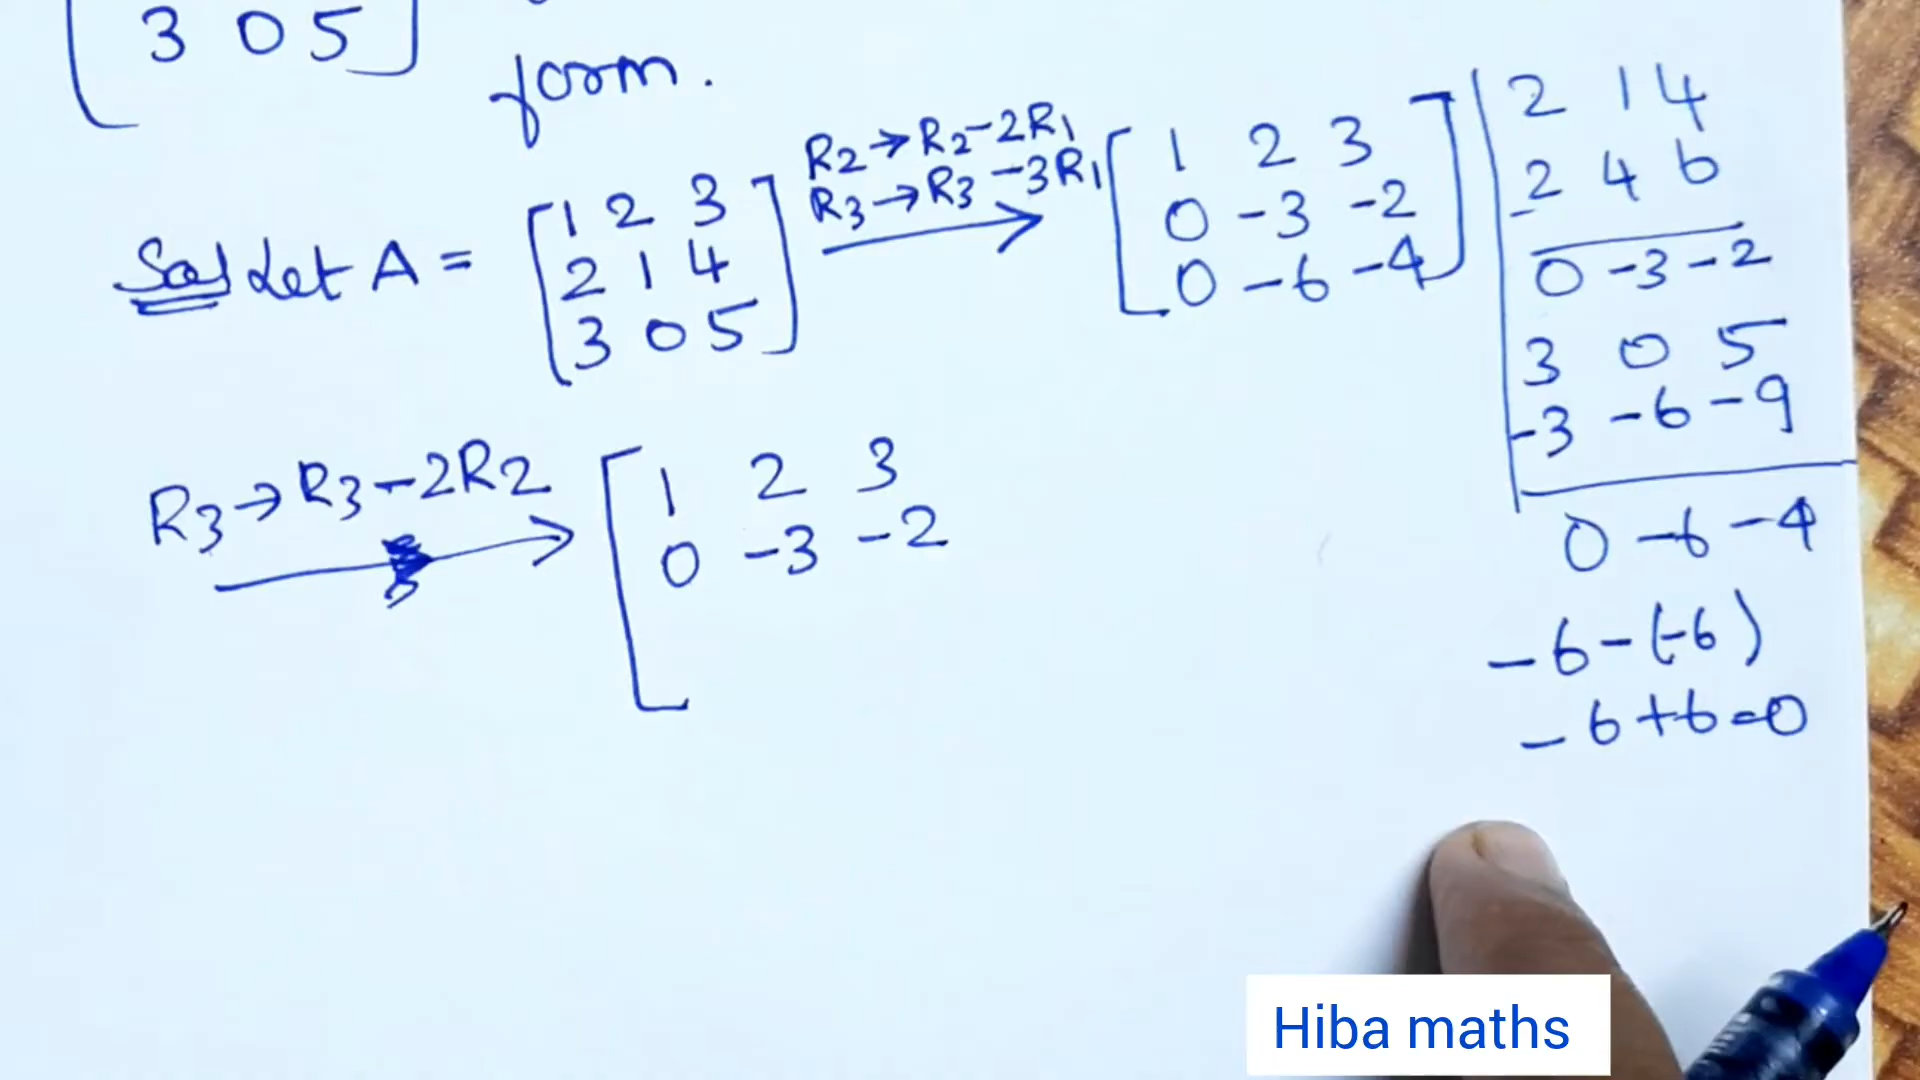 3 0 5
form.
Sol Let A = [1 2 3
2 1 4
3 0 5]
R2→R2-2R1
R3→R3-3R1
[1 2 3
0 -3 -2
0 -6 -4]
2 1 4
-2 4 6
0 -3 -2
3 0 5
-3 -6 -9
0 -6 -4
-6-(-6)
-6+6=0
R3→R3-2R2
[1 2 3
0 -3 -2
Hiba maths